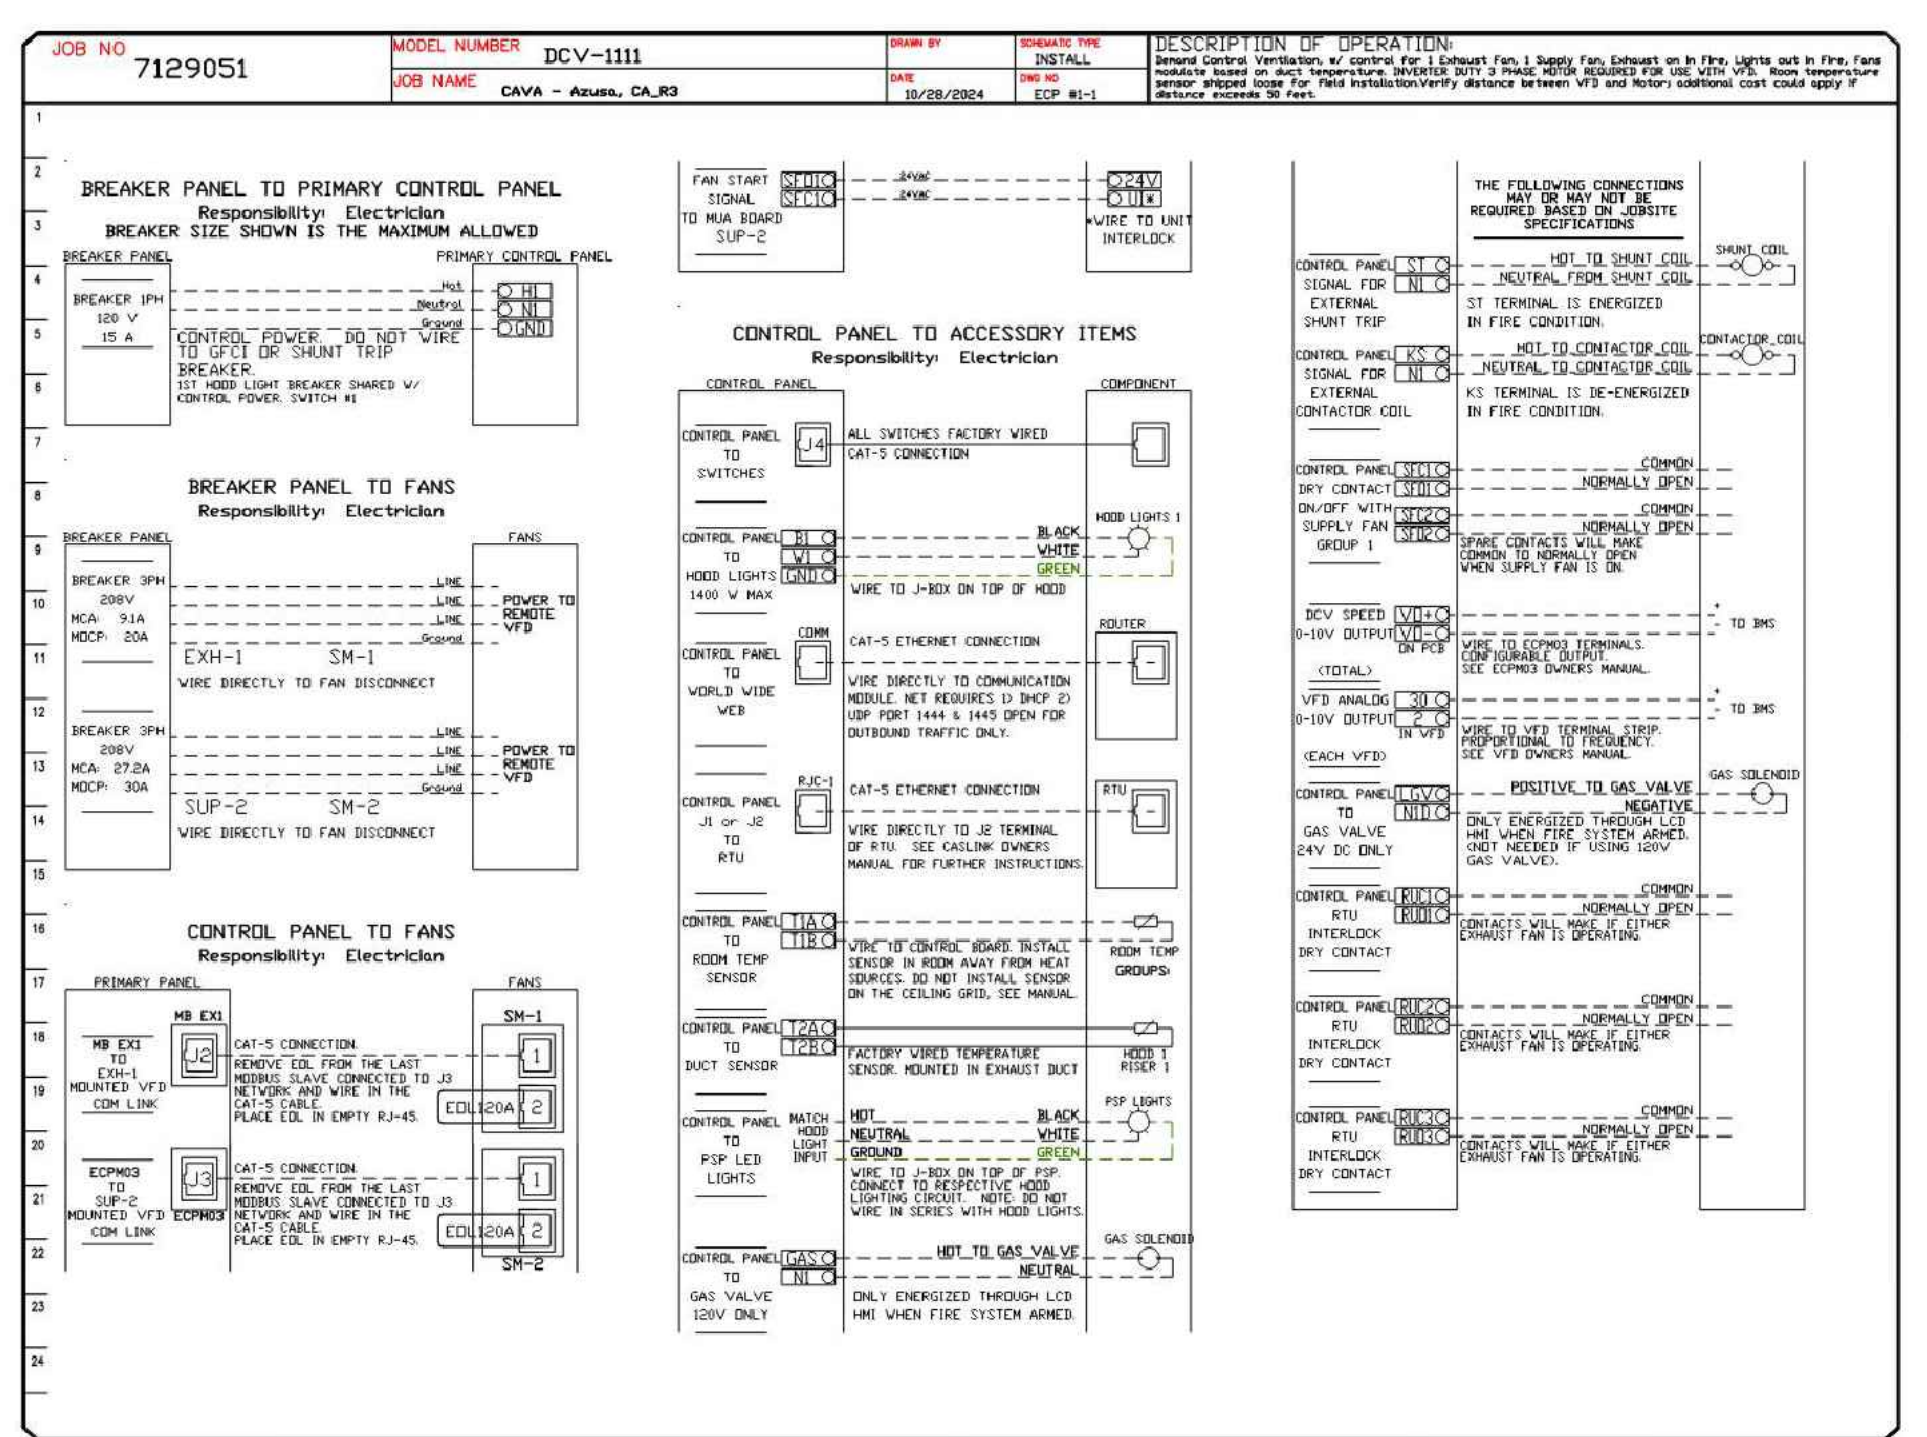 JOB NO
7129051
MODEL NUMBER DCV-1111
JOB NAME CAVA - Azusa, CA_R3
DRAWN BY
DATE
10/28/2024
SCHEMATIC TYPE
INSTALL
DWG NO
ECP #1-1
DESCRIPTION OF OPERATION:
Demand Control Ventilation, w/ control for 1 Exhaust Fan, 1 Supply Fan, Exhaust on in Fire, Lights out in Fire, Fans
modulate based on duct temperature. INVERTER DUTY 3 PHASE MOTOR REQUIRED FOR USE WITH VFD. Room temperature
sensor shipped loose for field installation.Verify distance between VFD and Motor; additional cost could apply if
distance exceeds 50 feet.
1
2
3
4
5
6
7
8
9
10
11
12
13
14
15
16
17
18
19
20
21
22
23
24
BREAKER PANEL TO PRIMARY CONTROL PANEL
Responsibility: Electrician
BREAKER SIZE SHOWN IS THE MAXIMUM ALLOWED
BREAKER PANEL
PRIMARY CONTROL PANEL
BREAKER 1PH
120 V
15 A
Hot H1
Neutral N1
Ground GND
CONTROL POWER. DO NOT WIRE
TO GFCI OR SHUNT TRIP
BREAKER.
1ST HOOD LIGHT BREAKER SHARED W/
CONTROL POWER. SWITCH #1
BREAKER PANEL TO FANS
Responsibility: Electrician
BREAKER PANEL
FANS
BREAKER 3PH
208V
MCA: 9.1A
MOCP: 20A
LINE
LINE
LINE
Ground
POWER TO
REMOTE
VFD
EXH-1 SM-1
WIRE DIRECTLY TO FAN DISCONNECT
BREAKER 3PH
208V
MCA: 27.2A
MOCP: 30A
LINE
LINE
LINE
Ground
POWER TO
REMOTE
VFD
SUP-2 SM-2
WIRE DIRECTLY TO FAN DISCONNECT
CONTROL PANEL TO FANS
Responsibility: Electrician
PRIMARY PANEL
FANS
MB EX1
TO
EXH-1
MOUNTED VFD
COM LINK
MB EX1
J2
CAT-5 CONNECTION.
REMOVE EOL FROM THE LAST
MODBUS SLAVE CONNECTED TO J3
NETWORK AND WIRE IN THE
CAT-5 CABLE.
PLACE EOL IN EMPTY RJ-45.
SM-1
1
EOL120A 2
ECPM03
TO
SUP-2
MOUNTED VFD
COM LINK
J3
ECPM03
CAT-5 CONNECTION.
REMOVE EOL FROM THE LAST
MODBUS SLAVE CONNECTED TO J3
NETWORK AND WIRE IN THE
CAT-5 CABLE.
PLACE EOL IN EMPTY RJ-45.
1
EOL120A 2
SM-2
FAN START
SIGNAL
TO MUA BOARD
SUP-2
SFO1 24VAC 24V
SFC1 24VAC UI*
*WIRE TO UNIT
INTERLOCK
CONTROL PANEL TO ACCESSORY ITEMS
Responsibility: Electrician
CONTROL PANEL
COMPONENT
CONTROL PANEL
TO
SWITCHES
J4
ALL SWITCHES FACTORY WIRED
CAT-5 CONNECTION
CONTROL PANEL
TO
HOOD LIGHTS
1400 W MAX
B1 BLACK
W1 WHITE
GND GREEN
HOOD LIGHTS 1
WIRE TO J-BOX ON TOP OF HOOD
CONTROL PANEL
TO
WORLD WIDE
WEB
COMM
CAT-5 ETHERNET CONNECTION
ROUTER
WIRE DIRECTLY TO COMMUNICATION
MODULE. NET REQUIRES 1) DHCP 2)
UDP PORT 1444 & 1445 OPEN FOR
OUTBOUND TRAFFIC ONLY.
CONTROL PANEL
J1 or J2
TO
RTU
RJC-1
CAT-5 ETHERNET CONNECTION
RTU
WIRE DIRECTLY TO J2 TERMINAL
OF RTU. SEE CASLINK OWNERS
MANUAL FOR FURTHER INSTRUCTIONS.
CONTROL PANEL
TO
ROOM TEMP
SENSOR
T1A
T1B
WIRE TO CONTROL BOARD. INSTALL
SENSOR IN ROOM AWAY FROM HEAT
SOURCES. DO NOT INSTALL SENSOR
ON THE CEILING GRID, SEE MANUAL.
ROOM TEMP
GROUPS:
CONTROL PANEL
TO
DUCT SENSOR
T2A
T2B
FACTORY WIRED TEMPERATURE
SENSOR. MOUNTED IN EXHAUST DUCT
HOOD 1
RISER 1
CONTROL PANEL
TO
PSP LED
LIGHTS
MATCH
HOOD
LIGHT
INPUT
HOT BLACK
NEUTRAL WHITE
GROUND GREEN
PSP LIGHTS
WIRE TO J-BOX ON TOP OF PSP.
CONNECT TO RESPECTIVE HOOD
LIGHTING CIRCUIT. NOTE: DO NOT
WIRE IN SERIES WITH HOOD LIGHTS.
CONTROL PANEL
TO
GAS VALVE
120V ONLY
GAS HOT TO GAS VALVE
N1 NEUTRAL
GAS SOLENOID
ONLY ENERGIZED THROUGH LCD
HMI WHEN FIRE SYSTEM ARMED.
THE FOLLOWING CONNECTIONS
MAY OR MAY NOT BE
REQUIRED BASED ON JOBSITE
SPECIFICATIONS
CONTROL PANEL
SIGNAL FOR
EXTERNAL
SHUNT TRIP
ST HOT TO SHUNT COIL
N1 NEUTRAL FROM SHUNT COIL
SHUNT COIL
ST TERMINAL IS ENERGIZED
IN FIRE CONDITION.
CONTROL PANEL
SIGNAL FOR
EXTERNAL
CONTACTOR COIL
KS HOT TO CONTACTOR COIL
N1 NEUTRAL TO CONTACTOR COIL
CONTACTOR COIL
KS TERMINAL IS DE-ENERGIZED
IN FIRE CONDITION.
CONTROL PANEL
DRY CONTACT
ON/OFF WITH
SUPPLY FAN
GROUP 1
SFC1 COMMON
SFO1 NORMALLY OPEN
SFC2 COMMON
SFO2 NORMALLY OPEN
SPARE CONTACTS WILL MAKE
COMMON TO NORMALLY OPEN
WHEN SUPPLY FAN IS ON.
DCV SPEED
0-10V OUTPUT
(TOTAL)
VO+ +
VO- -
ON PCB
TO BMS
WIRE TO ECPM03 TERMINALS.
CONFIGURABLE OUTPUT.
SEE ECPM03 OWNERS MANUAL.
VFD ANALOG
0-10V OUTPUT
(EACH VFD)
30 +
2 -
IN VFD
TO BMS
WIRE TO VFD TERMINAL STRIP.
PROPORTIONAL TO FREQUENCY.
SEE VFD OWNERS MANUAL.
CONTROL PANEL
TO
GAS VALVE
24V DC ONLY
LGV POSITIVE TO GAS VALVE
N1D NEGATIVE
GAS SOLENOID
ONLY ENERGIZED THROUGH LCD
HMI WHEN FIRE SYSTEM ARMED.
(NOT NEEDED IF USING 120V
GAS VALVE).
CONTROL PANEL
RTU
INTERLOCK
DRY CONTACT
RUC1 COMMON
RUO1 NORMALLY OPEN
CONTACTS WILL MAKE IF EITHER
EXHAUST FAN IS OPERATING.
CONTROL PANEL
RTU
INTERLOCK
DRY CONTACT
RUC2 COMMON
RUO2 NORMALLY OPEN
CONTACTS WILL MAKE IF EITHER
EXHAUST FAN IS OPERATING.
CONTROL PANEL
RTU
INTERLOCK
DRY CONTACT
RUC3 COMMON
RUO3 NORMALLY OPEN
CONTACTS WILL MAKE IF EITHER
EXHAUST FAN IS OPERATING.